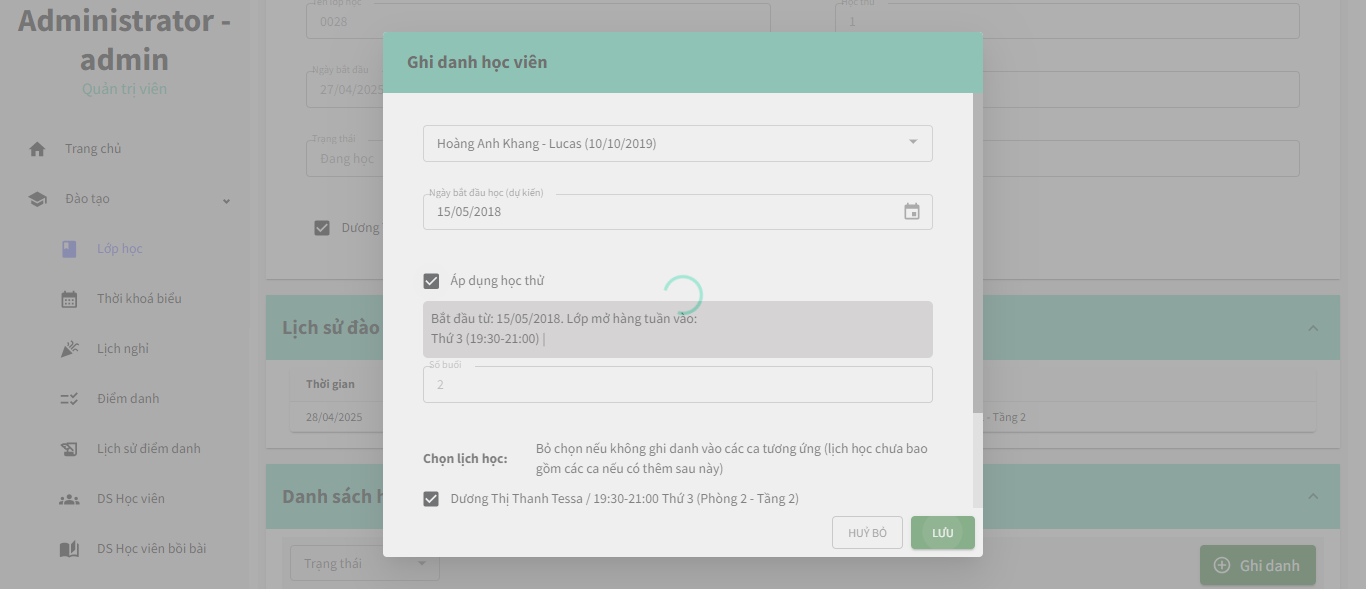 Administrator -
admin
Quản trị viên
Trang chủ
Đào tạo
Lớp học
Thời khoá biểu
Lịch nghỉ
Điểm danh
Lịch sử điểm danh
DS Học viên
DS Học viên bồi bài
Tên lớp học
0028
Học thử
1
Ngày bắt đầu
27/04/2025
Trạng thái
Đang học
Dương
Lịch sử đào
Thời gian
28/04/2025
- Tầng 2
Danh sách h
Trạng thái
Ghi danh
Ghi danh học viên
Hoàng Anh Khang - Lucas (10/10/2019)
Ngày bắt đầu học (dự kiến)
15/05/2018
Áp dụng học thử
Bắt đầu từ: 15/05/2018. Lớp mở hàng tuần vào:
Thứ 3 (19:30-21:00) |
Số buổi
2
Chọn lịch học:
Bỏ chọn nếu không ghi danh vào các ca tương ứng (lịch học chưa bao
gồm các ca nếu có thêm sau này)
Dương Thị Thanh Tessa / 19:30-21:00 Thứ 3 (Phòng 2 - Tầng 2)
HUỶ BỎ
LƯU